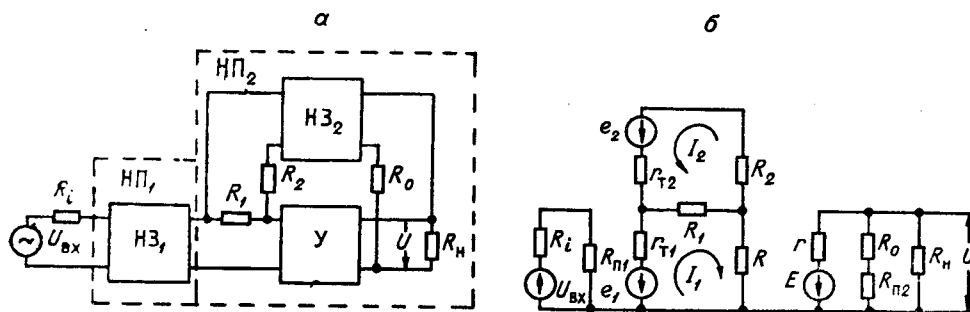 а
НП₂
НЗ₂
R₂
R₀
НП₁
Rᵢ
Uвх
НЗ₁
R₁
У
U
Rн
б
e₂
rт2
I₂
R₂
R₁
Rᵢ
Uвх
Rп1
rт1
e₁
I₁
R
r
E
R₀
Rп2
Rн
U